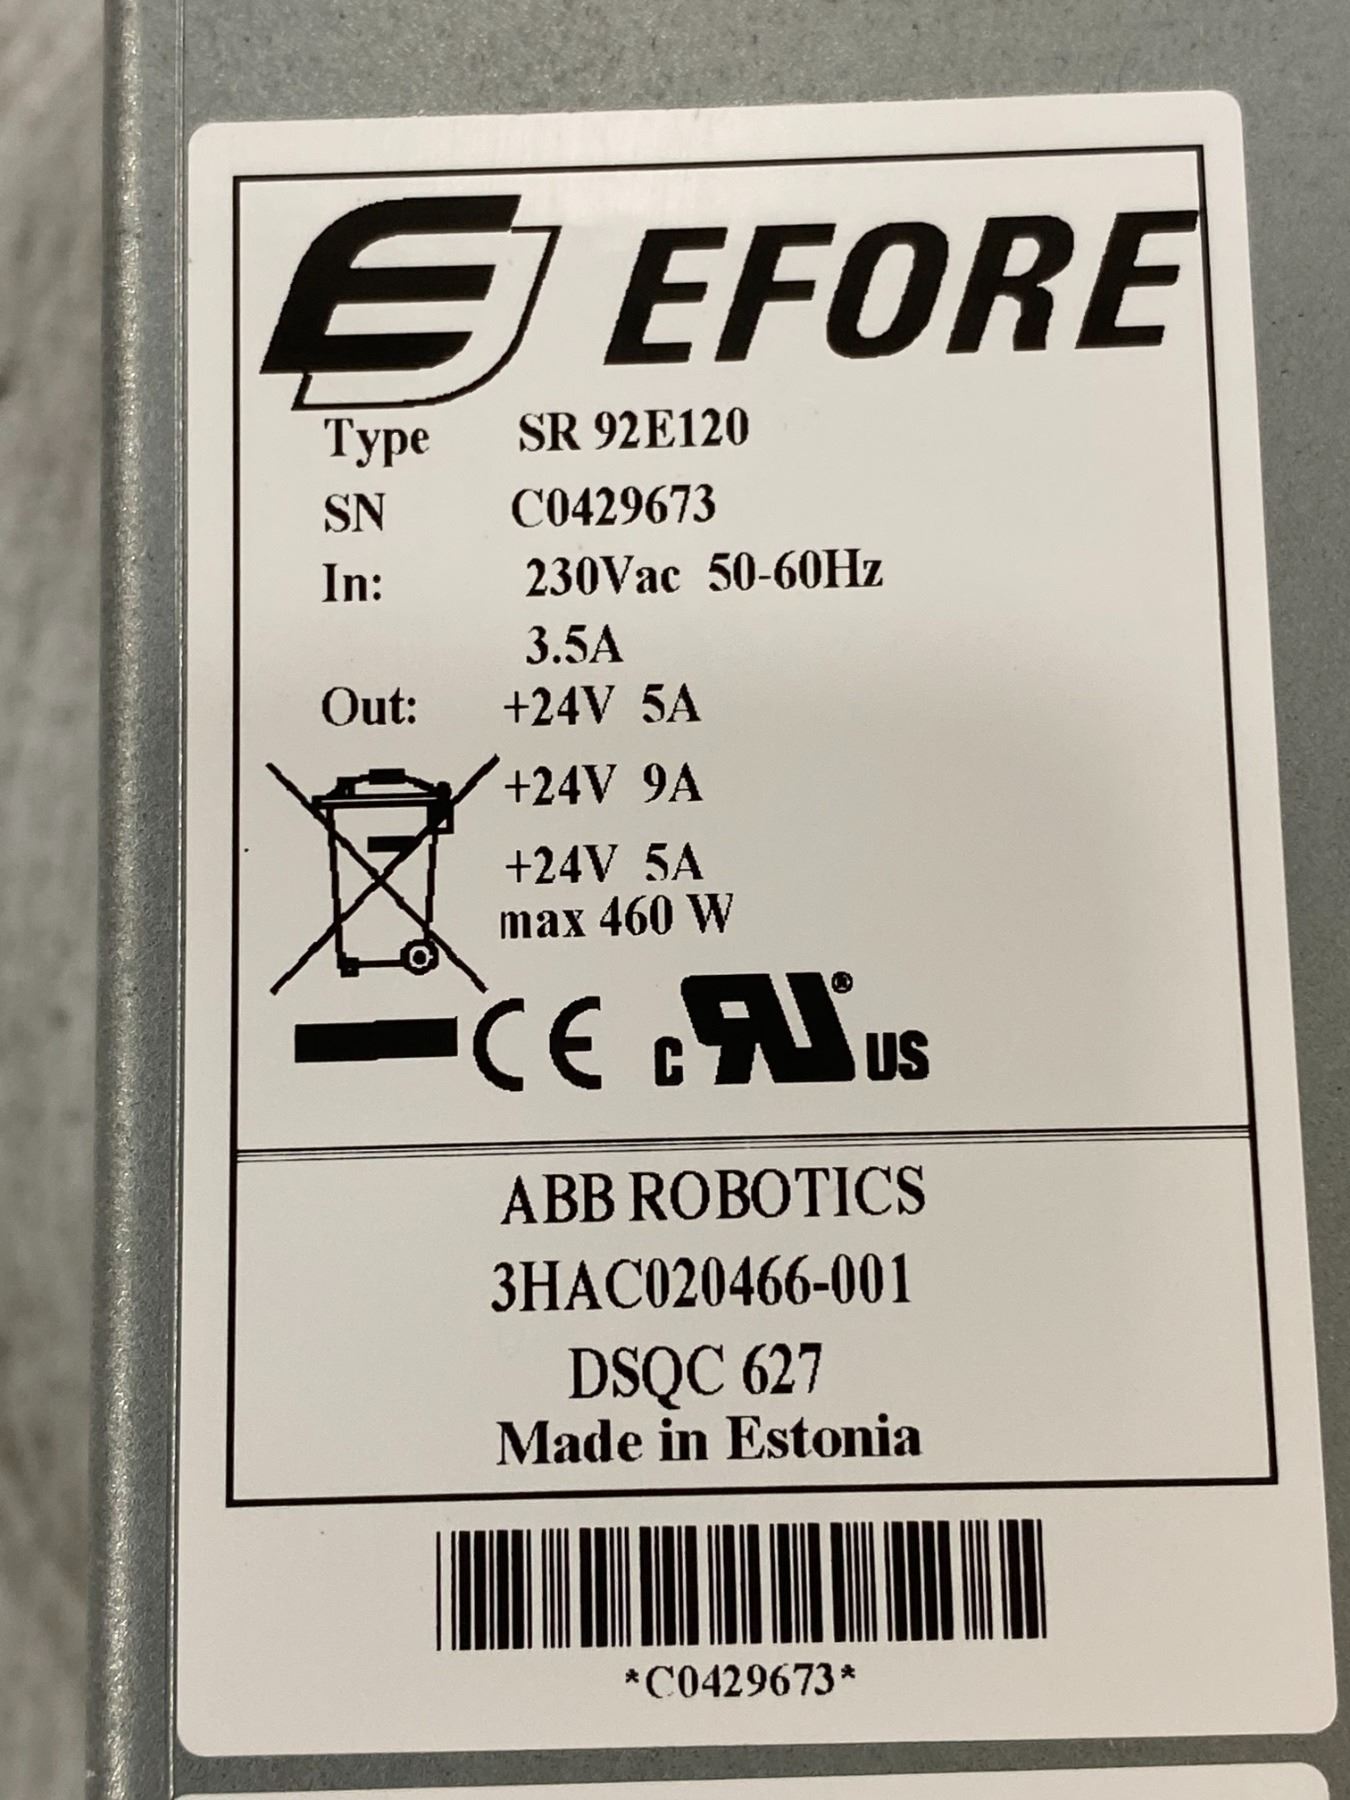 EFORE
Type SR 92E120
SN C0429673
In: 230Vac 50-60Hz
3.5A
Out: +24V 5A
+24V 9A
+24V 5A
max 460 W
CE c RU ® US
ABB ROBOTICS
3HAC020466-001
DSQC 627
Made in Estonia
*C0429673*